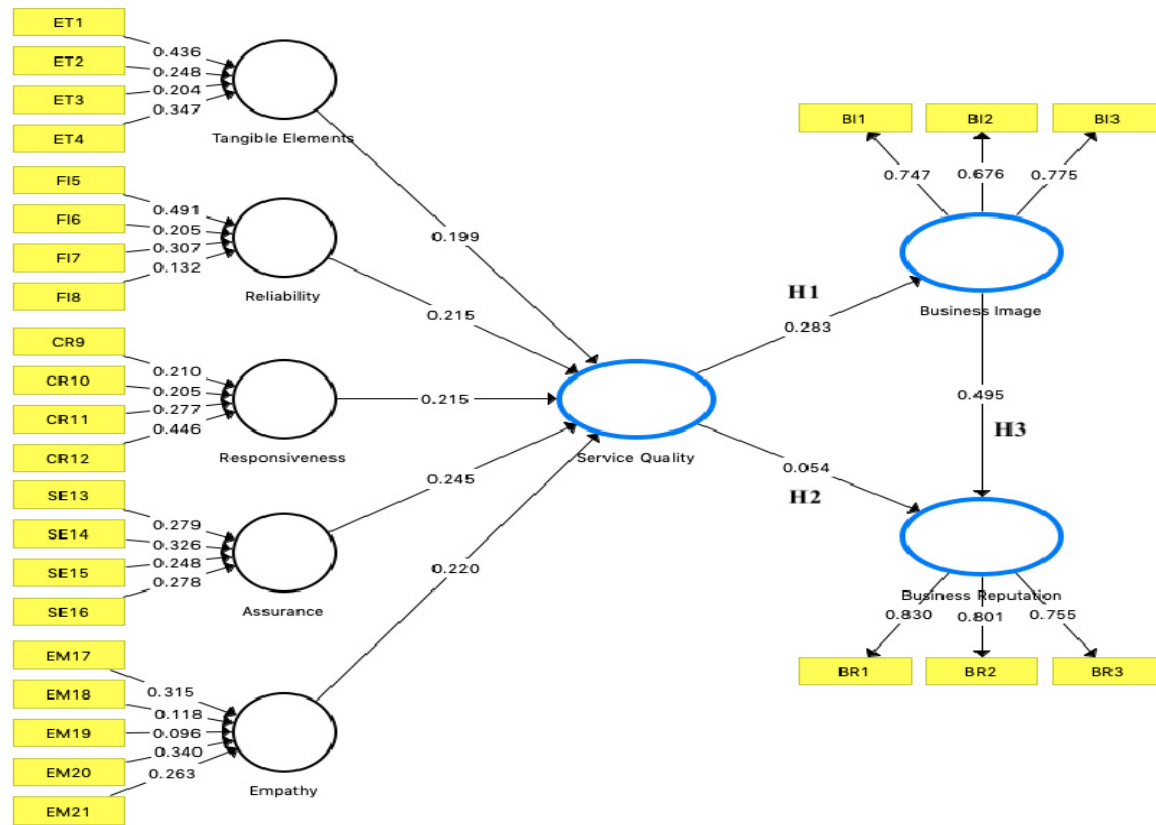 ET1
ET2
ET3
ET4
0.436
0.248
0.204
0.347
Tangible Elements
FI5
FI6
FI7
FI8
0.491
0.205
0.307
0.132
Reliability
CR9
CR10
CR11
CR12
0.210
0.205
0.277
0.446
Responsiveness
SE13
SE14
SE15
SE16
0.279
0.326
0.248
0.278
Assurance
EM17
EM18
EM19
EM20
EM21
0.315
0.118
0.096
0.340
0.263
Empathy
0.199
0.215
0.215
0.245
0.220
Service Quality
H1
0.283
0.054
H2
BI1
BI2
BI3
0.747
0.676
0.775
Business Image
0.495
H3
Business Reputation
0.830
0.801
0.755
BR1
BR2
BR3